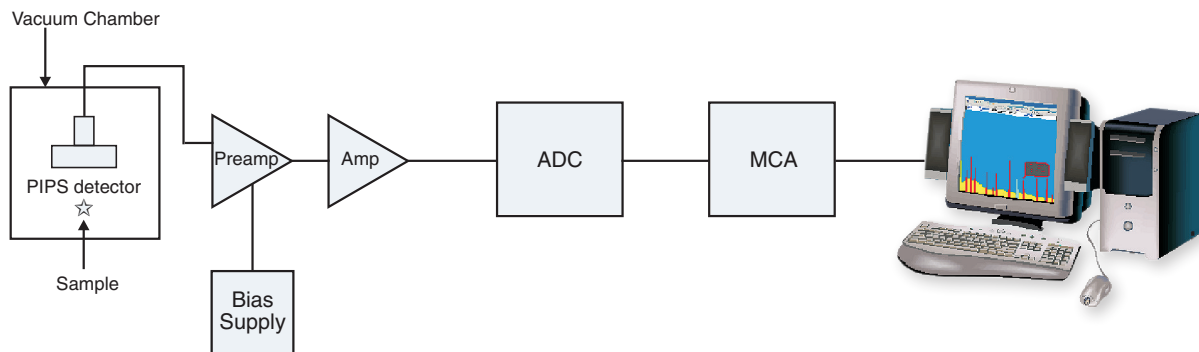 Vacuum Chamber
PIPS detector
Sample
Preamp
Bias
Supply
Amp
ADC
MCA